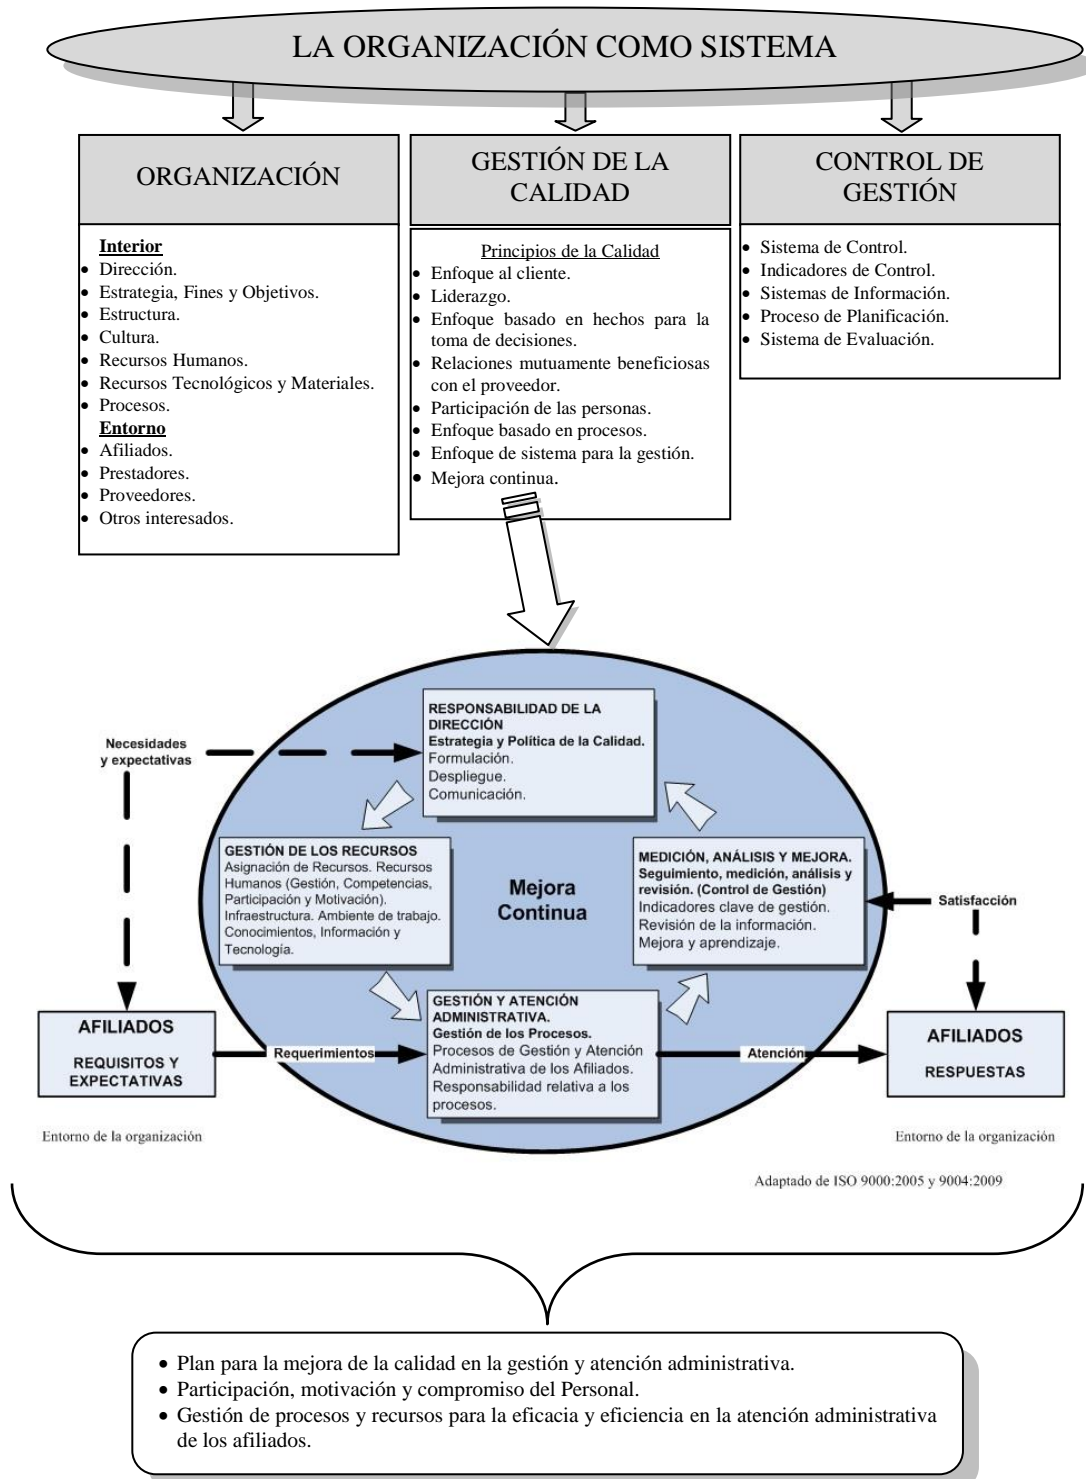 LA ORGANIZACIÓN COMO SISTEMA
ORGANIZACIÓN
Interior
• Dirección.
• Estrategia, Fines y Objetivos.
• Estructura.
• Cultura.
• Recursos Humanos.
• Recursos Tecnológicos y Materiales.
• Procesos.
Entorno
• Afiliados.
• Prestadores.
• Proveedores.
• Otros interesados.
GESTIÓN DE LA
CALIDAD
Principios de la Calidad
• Enfoque al cliente.
• Liderazgo.
• Enfoque basado en hechos para la
toma de decisiones.
• Relaciones mutuamente beneficiosas
con el proveedor.
• Participación de las personas.
• Enfoque basado en procesos.
• Enfoque de sistema para la gestión.
• Mejora continua.
CONTROL DE
GESTIÓN
• Sistema de Control.
• Indicadores de Control.
• Sistemas de Información.
• Proceso de Planificación.
• Sistema de Evaluación.
RESPONSABILIDAD DE LA
DIRECCIÓN
Estrategia y Política de la Calidad.
Formulación.
Despliegue.
Comunicación.
Necesidades
y expectativas
GESTIÓN DE LOS RECURSOS
Asignación de Recursos. Recursos
Humanos (Gestión, Competencias,
Participación y Motivación).
Infraestructura. Ambiente de trabajo.
Conocimientos, Información y
Tecnología.
Mejora
Continua
MEDICIÓN, ANÁLISIS Y MEJORA.
Seguimiento, medición, análisis y
revisión. (Control de Gestión)
Indicadores clave de gestión.
Revisión de la información.
Mejora y aprendizaje.
Satisfacción
AFILIADOS
REQUISITOS Y
EXPECTATIVAS
Requerimientos
GESTIÓN Y ATENCIÓN
ADMINISTRATIVA.
Gestión de los Procesos.
Procesos de Gestión y Atención
Administrativa de los Afiliados.
Responsabilidad relativa a los
procesos.
Atención
AFILIADOS
RESPUESTAS
Entorno de la organización
Entorno de la organización
Adaptado de ISO 9000:2005 y 9004:2009
• Plan para la mejora de la calidad en la gestión y atención administrativa.
• Participación, motivación y compromiso del Personal.
• Gestión de procesos y recursos para la eficacia y eficiencia en la atención administrativa
de los afiliados.